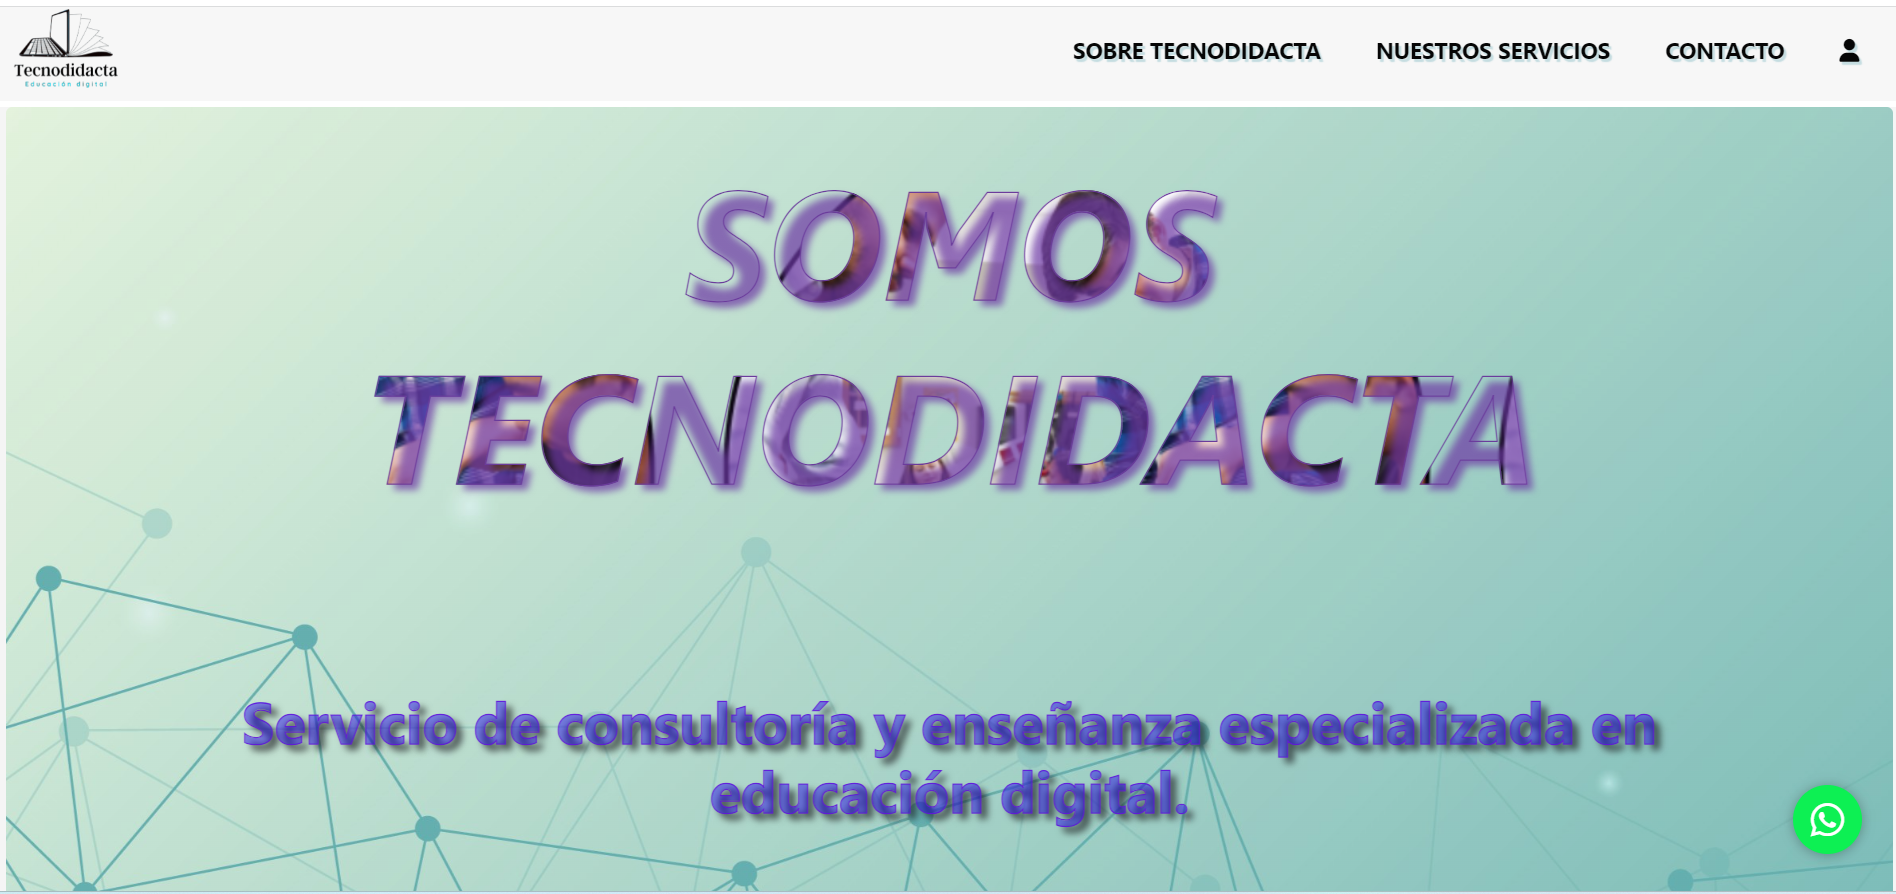 Tecnodidacta
Educación digital
SOBRE TECNODIDACTA
NUESTROS SERVICIOS
CONTACTO
SOMOS
TECNODIDACTA
Servicio de consultoría y enseñanza especializada en
educación digital.